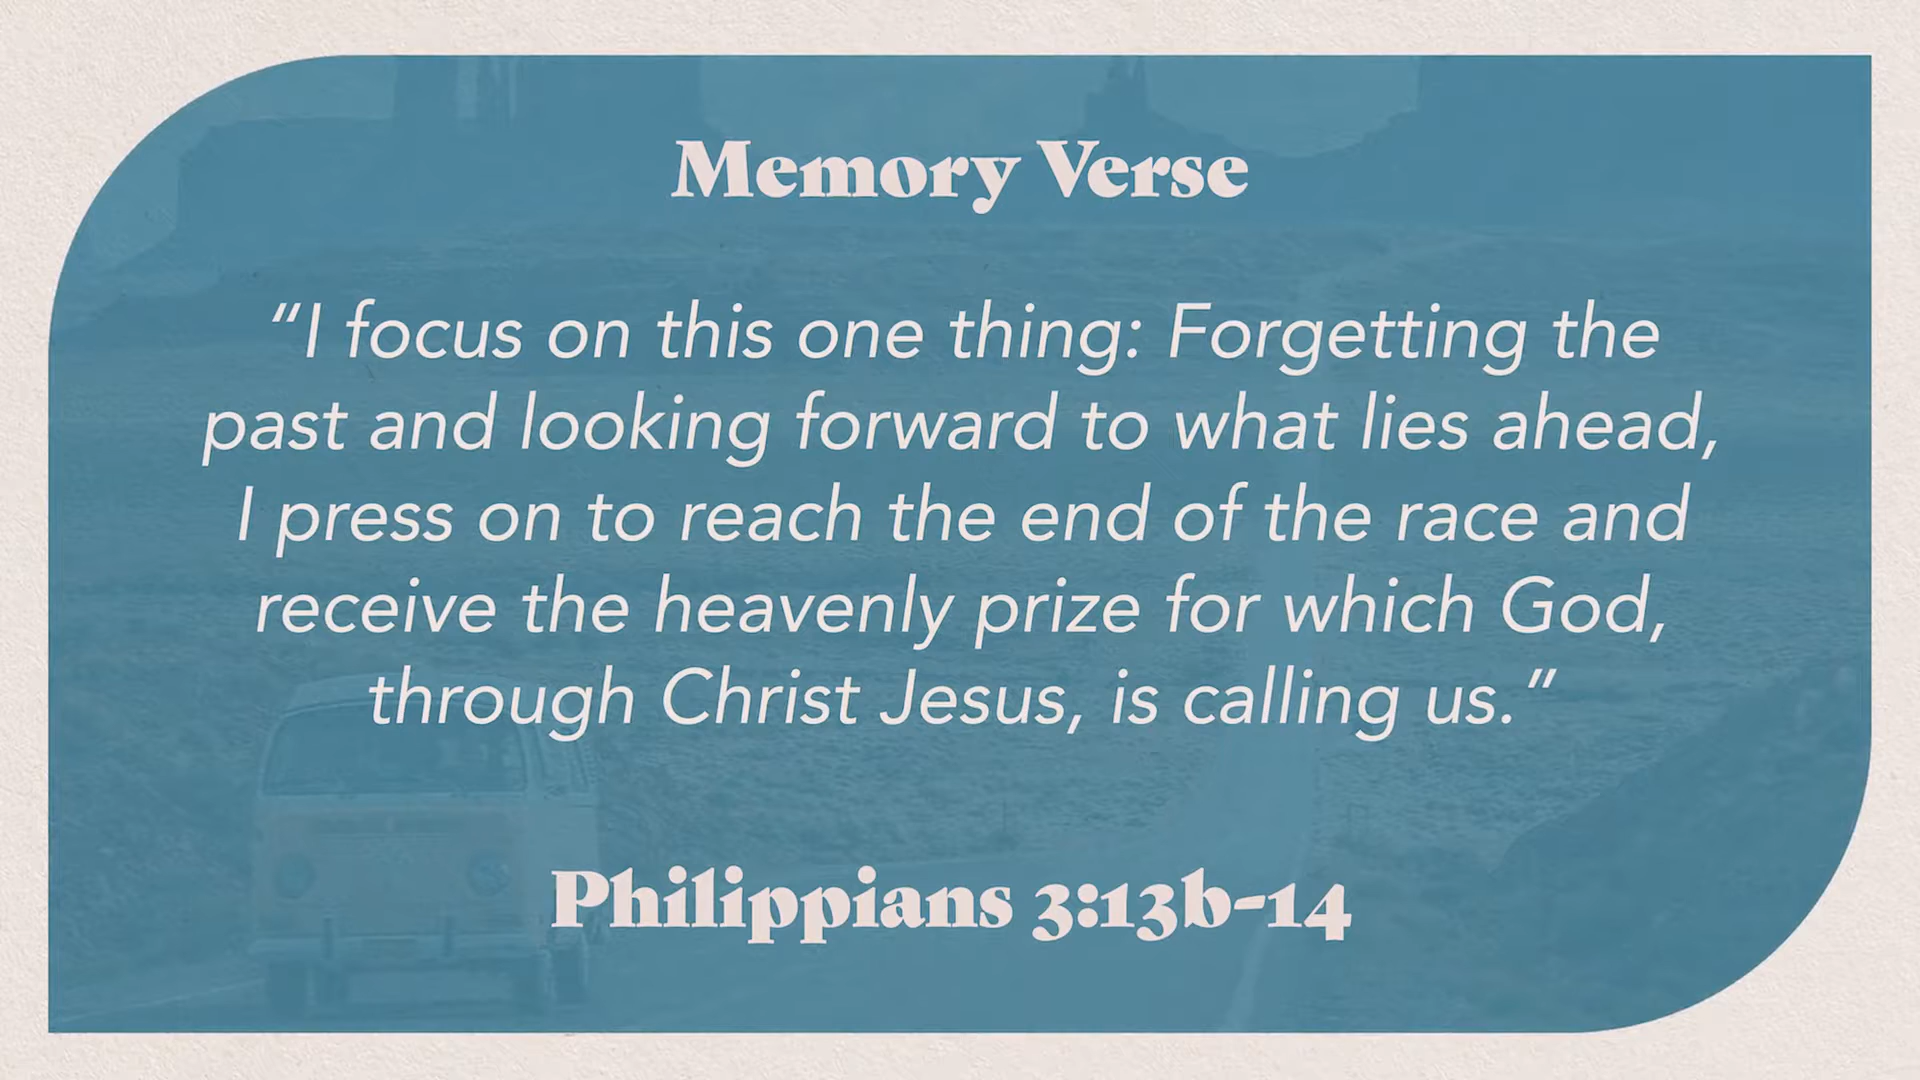 Memory Verse
“I focus on this one thing: Forgetting the
past and looking forward to what lies ahead,
I press on to reach the end of the race and
receive the heavenly prize for which God,
through Christ Jesus, is calling us.”
Philippians 3:13b-14